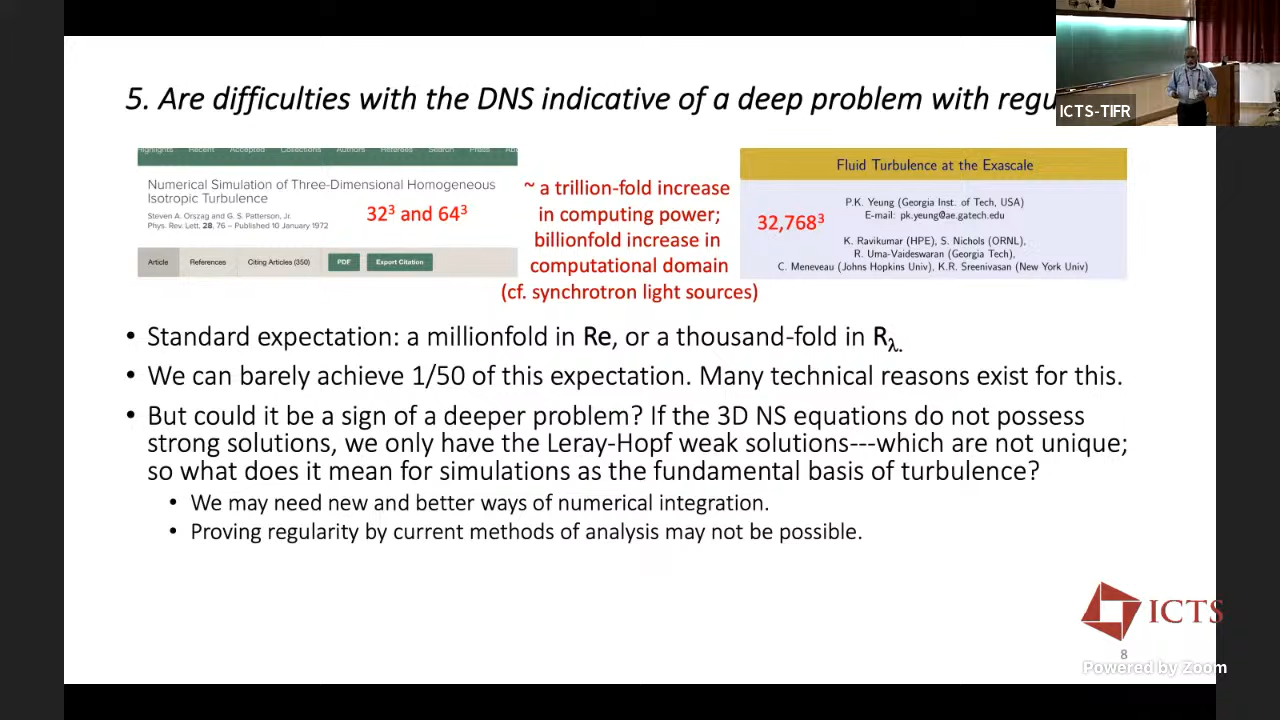 5. Are difficulties with the DNS indicative of a deep problem with regu
ICTS-TIFR
Highlights Recent Accepted Collections Authors Referees Search Press
Numerical Simulation of Three-Dimensional Homogeneous
Isotropic Turbulence
32³ and 64³
Steven A. Orszag and G. S. Patterson, Jr.
Phys. Rev. Lett. 28, 76 – Published 10 January 1972
Article References Citing Articles (350) PDF Export Citation
~ a trillion-fold increase
in computing power;
billionfold increase in
computational domain
(cf. synchrotron light sources)
Fluid Turbulence at the Exascale
P.K. Yeung (Georgia Inst. of Tech, USA)
E-mail: pk.yeung@ae.gatech.edu
32,768³
K. Ravikumar (HPE), S. Nichols (ORNL),
R. Uma-Vaideswaran (Georgia Tech),
C. Meneveau (Johns Hopkins Univ), K.R. Sreenivasan (New York Univ)
• Standard expectation: a millionfold in Re, or a thousand-fold in Rλ.
• We can barely achieve 1/50 of this expectation. Many technical reasons exist for this.
• But could it be a sign of a deeper problem? If the 3D NS equations do not possess
strong solutions, we only have the Leray-Hopf weak solutions---which are not unique;
so what does it mean for simulations as the fundamental basis of turbulence?
• We may need new and better ways of numerical integration.
• Proving regularity by current methods of analysis may not be possible.
ICTS
8
Powered by Zoom